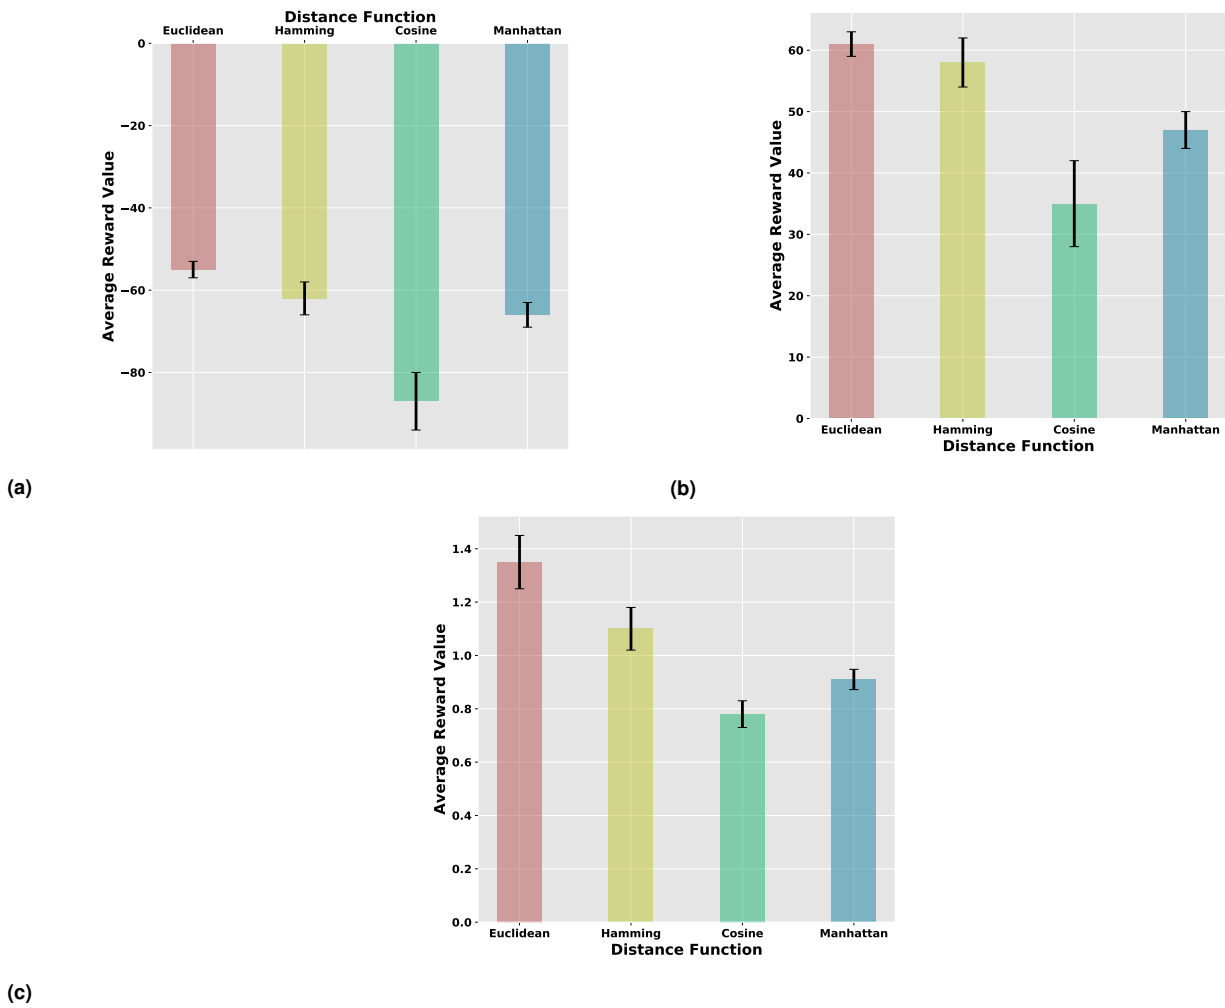 Distance Function
Euclidean Hamming Cosine Manhattan
0
−20
−40
−60
−80
Average Reward Value
(a)
60
50
40
30
20
10
0
Average Reward Value
Euclidean Hamming Cosine Manhattan
Distance Function
(b)
1.4
1.2
1.0
0.8
0.6
0.4
0.2
0.0
Average Reward Value
Euclidean Hamming Cosine Manhattan
Distance Function
(c)